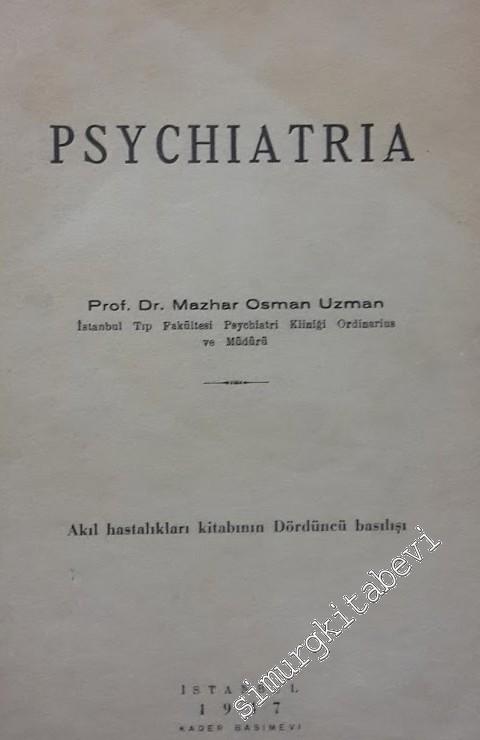 PSYCHIATRIA
Prof. Dr. Mazhar Osman Uzman
İstanbul Tıp Fakültesi Psychiatri Kliniği Ordinarius
ve Müdürü
Akıl hastalıkları kitabının Dördüncü basılışı
simurgkitabevi
KADER BASIMEVİ